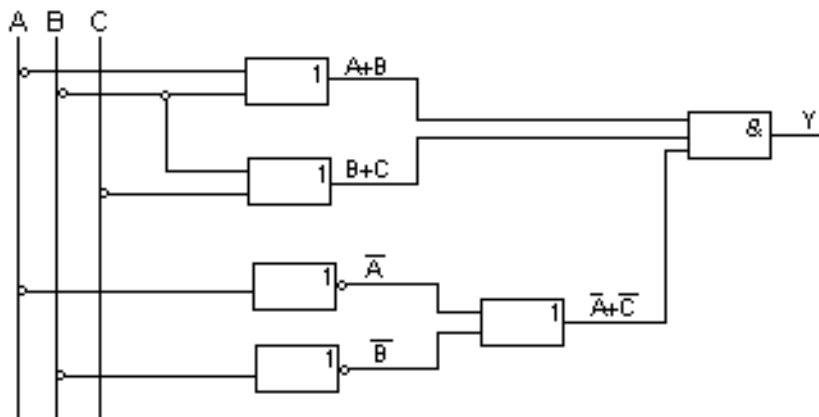 A B C
1 A+B
& Y
1 B+C
1 A̅
1 A̅+C̅
1 B̅